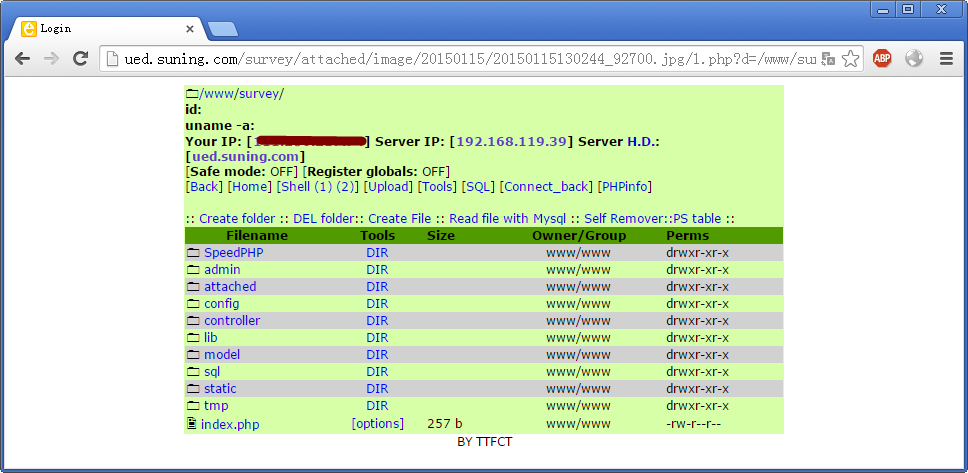 Login
ued.suning.com/survey/attached/image/20150115/20150115130244_92700.jpg/1.php?d=/www/sur
ABP
/www/survey/
id:
uname -a:
Your IP: [ ] Server IP: [192.168.119.39] Server H.D.:
[ued.suning.com]
[Safe mode: OFF] [Register globals: OFF]
[Back] [Home] [Shell (1) (2)] [Upload] [Tools] [SQL] [Connect_back] [PHPinfo]
:: Create folder :: DEL folder:: Create File :: Read file with Mysql :: Self Remover::PS table ::
Filename Tools Size Owner/Group Perms
SpeedPHP DIR www/www drwxr-xr-x
admin DIR www/www drwxr-xr-x
attached DIR www/www drwxr-xr-x
config DIR www/www drwxr-xr-x
controller DIR www/www drwxr-xr-x
lib DIR www/www drwxr-xr-x
model DIR www/www drwxr-xr-x
sql DIR www/www drwxr-xr-x
static DIR www/www drwxr-xr-x
tmp DIR www/www drwxr-xr-x
index.php [options] 257 b www/www -rw-r--r--
BY TTFCT